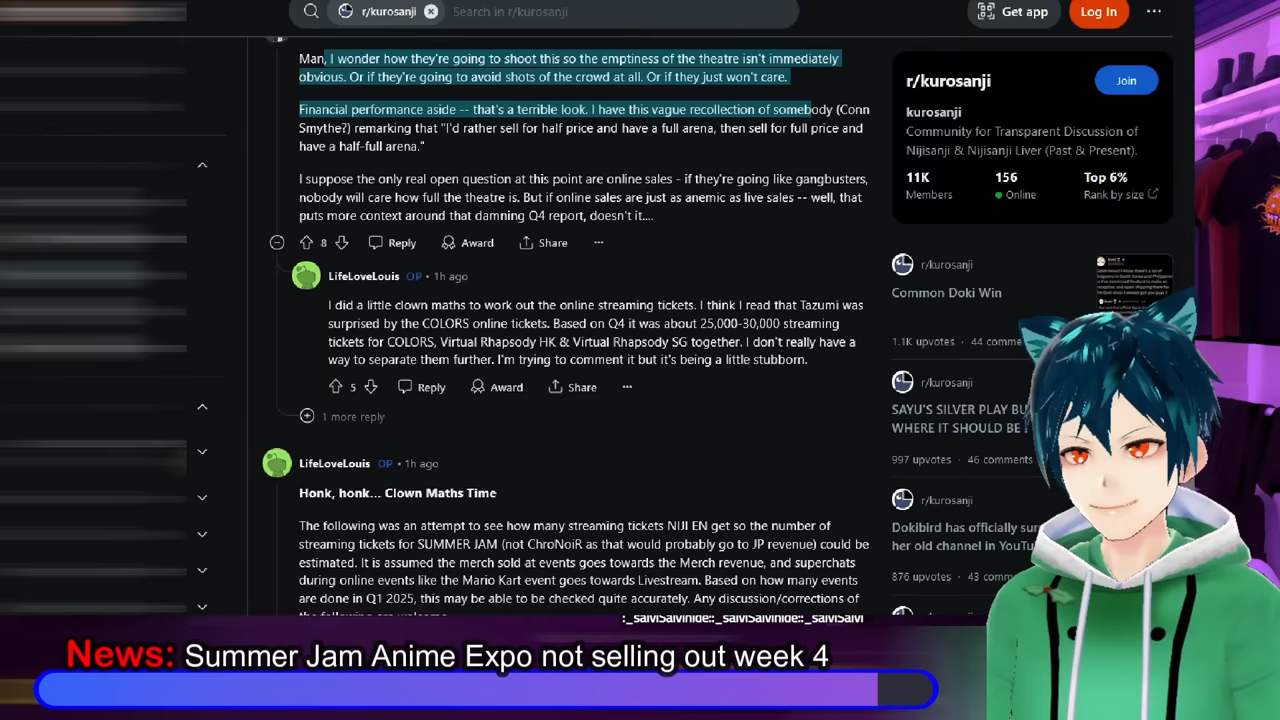 r/kurosanji
Search in r/kurosanji
Get app
Log In
Man, I wonder how they're going to shoot this so the emptiness of the theatre isn't immediately
obvious. Or if they're going to avoid shots of the crowd at all. Or if they just won't care.
Financial performance aside -- that's a terrible look. I have this vague recollection of somebody (Conn
Smythe?) remarking that "I'd rather sell for half price and have a full arena, then sell for full price and
have a half-full arena."
I suppose the only real open question at this point are online sales - if they're going like gangbusters,
nobody will care how full the theatre is. But if online sales are just as anemic as live sales -- well, that
puts more context around that damning Q4 report, doesn't it....
8
Reply
Award
Share
LifeLoveLouis OP • 1h ago
I did a little clown maths to work out the online streaming tickets. I think I read that Tazumi was
surprised by the COLORS online tickets. Based on Q4 it was about 25,000-30,000 streaming
tickets for COLORS, Virtual Rhapsody HK & Virtual Rhapsody SG together. I don't really have a
way to separate them further. I'm trying to comment it but it's being a little stubborn.
5
Reply
Award
Share
1 more reply
LifeLoveLouis OP • 1h ago
Honk, honk... Clown Maths Time
The following was an attempt to see how many streaming tickets NIJI EN get so the number of
streaming tickets for SUMMER JAM (not ChroNoiR as that would probably go to JP revenue) could be
estimated. It is assumed the merch sold at events goes towards the Merch revenue, and superchats
during online events like the Mario Kart event goes towards Livestream. Based on how many events
are done in Q1 2025, this may be able to be checked quite accurately. Any discussion/corrections of
the following are welcome
r/kurosanji
Join
kurosanji
Community for Transparent Discussion of
Nijisanji & Nijisanji Liver (Past & Present).
11K
156
Top 6%
Members
Online
Rank by size
r/kurosanji
Common Doki Win
1.1K upvotes • 44 comme
r/kurosanji
SAYU'S SILVER PLAY BU
WHERE IT SHOULD BE
997 upvotes • 46 comments
r/kurosanji
Dokibird has officially sur
her old channel in YouTu
876 upvotes • 43 comm
:_salviSalvihide::_salviSalvi
News: Summer Jam Anime Expo not selling out week 4